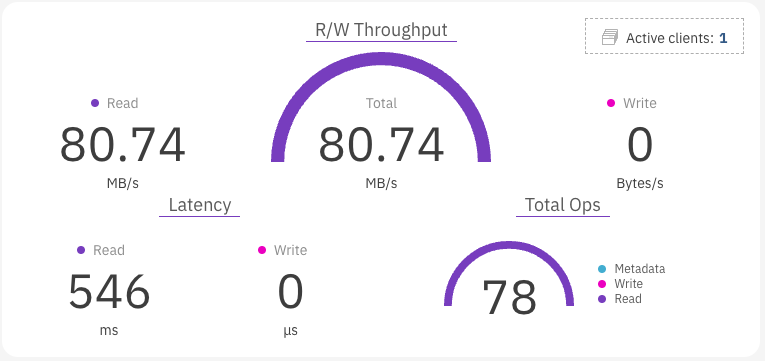 R/W Throughput
Active clients: 1
Read
Total
Write
80.74
80.74
0
MB/s
MB/s
Bytes/s
Latency
Total Ops
Read
Write
546
0
ms
µs
78
Metadata
Write
Read